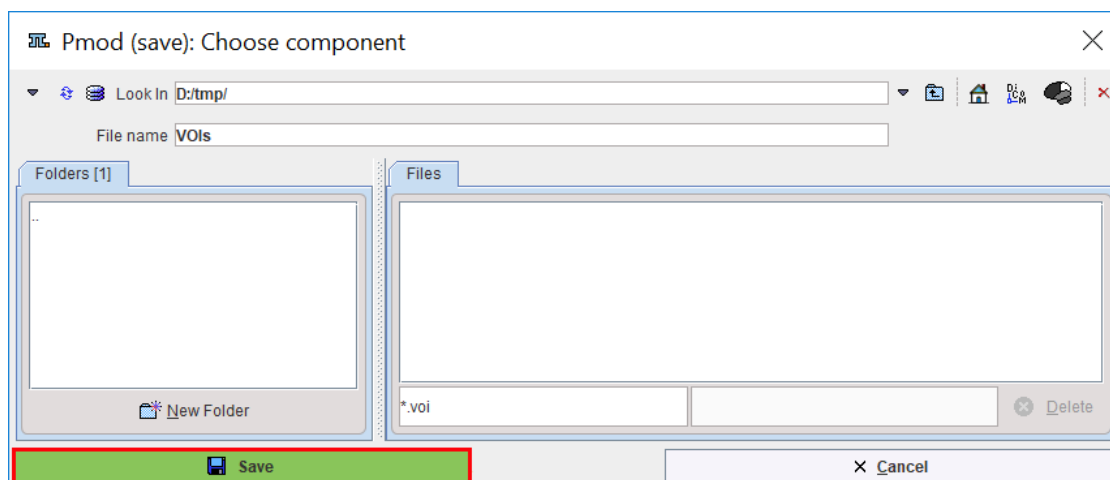 Pmod (save): Choose component
Look In D:/tmp/
DiCoM
File name VOIs
Folders [1]
Files
..
New Folder
*.voi
Delete
Save
Cancel